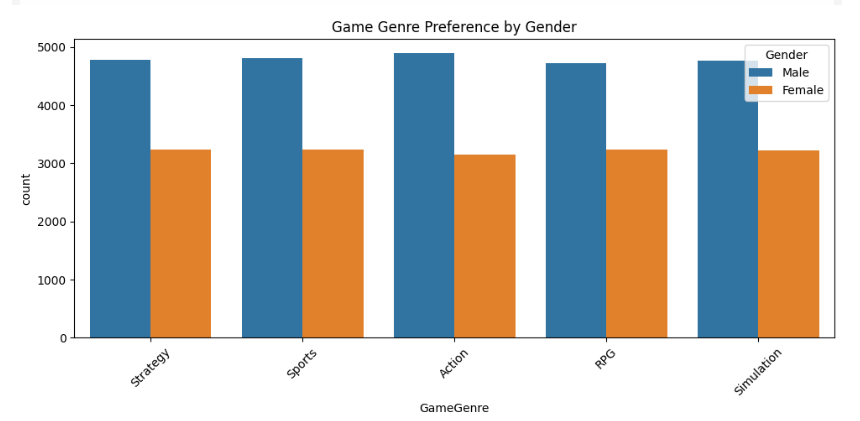 Game Genre Preference by Gender
5000
4000
3000
2000
1000
0
count
Gender
Male
Female
Strategy
Sports
Action
RPG
Simulation
GameGenre